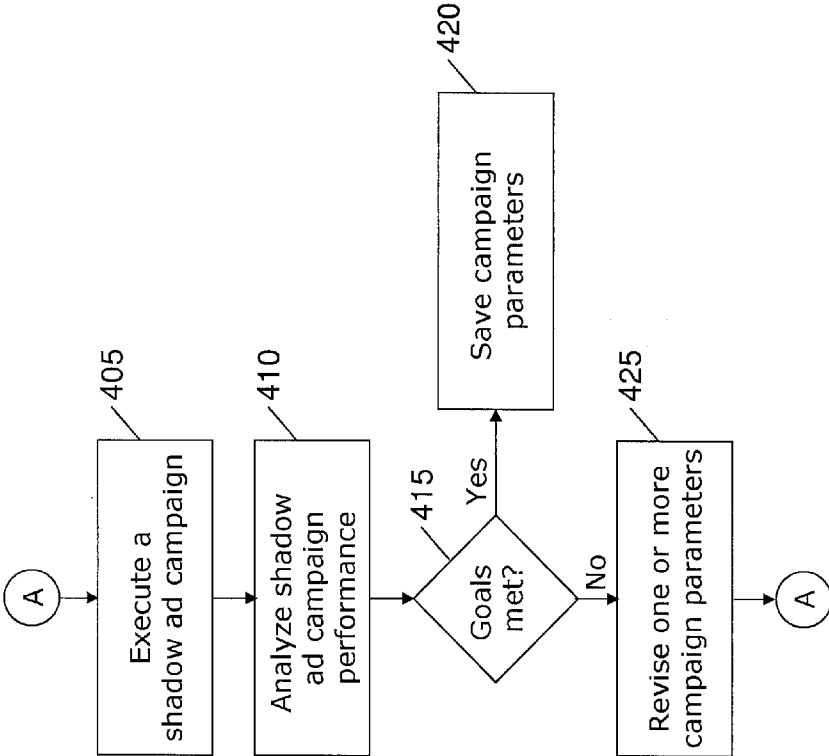 A
405
Execute a
shadow ad campaign
410
Analyze shadow
ad campaign
performance
415
Goals
met?
Yes
420
Save campaign
parameters
No
425
Revise one or more
campaign parameters
A